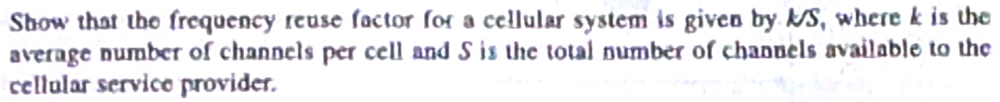 Show that the frequency reuse factor for a cellular system is given by k/S, where k is the
average number of channels per cell and S is the total number of channels available to the
cellular service provider.